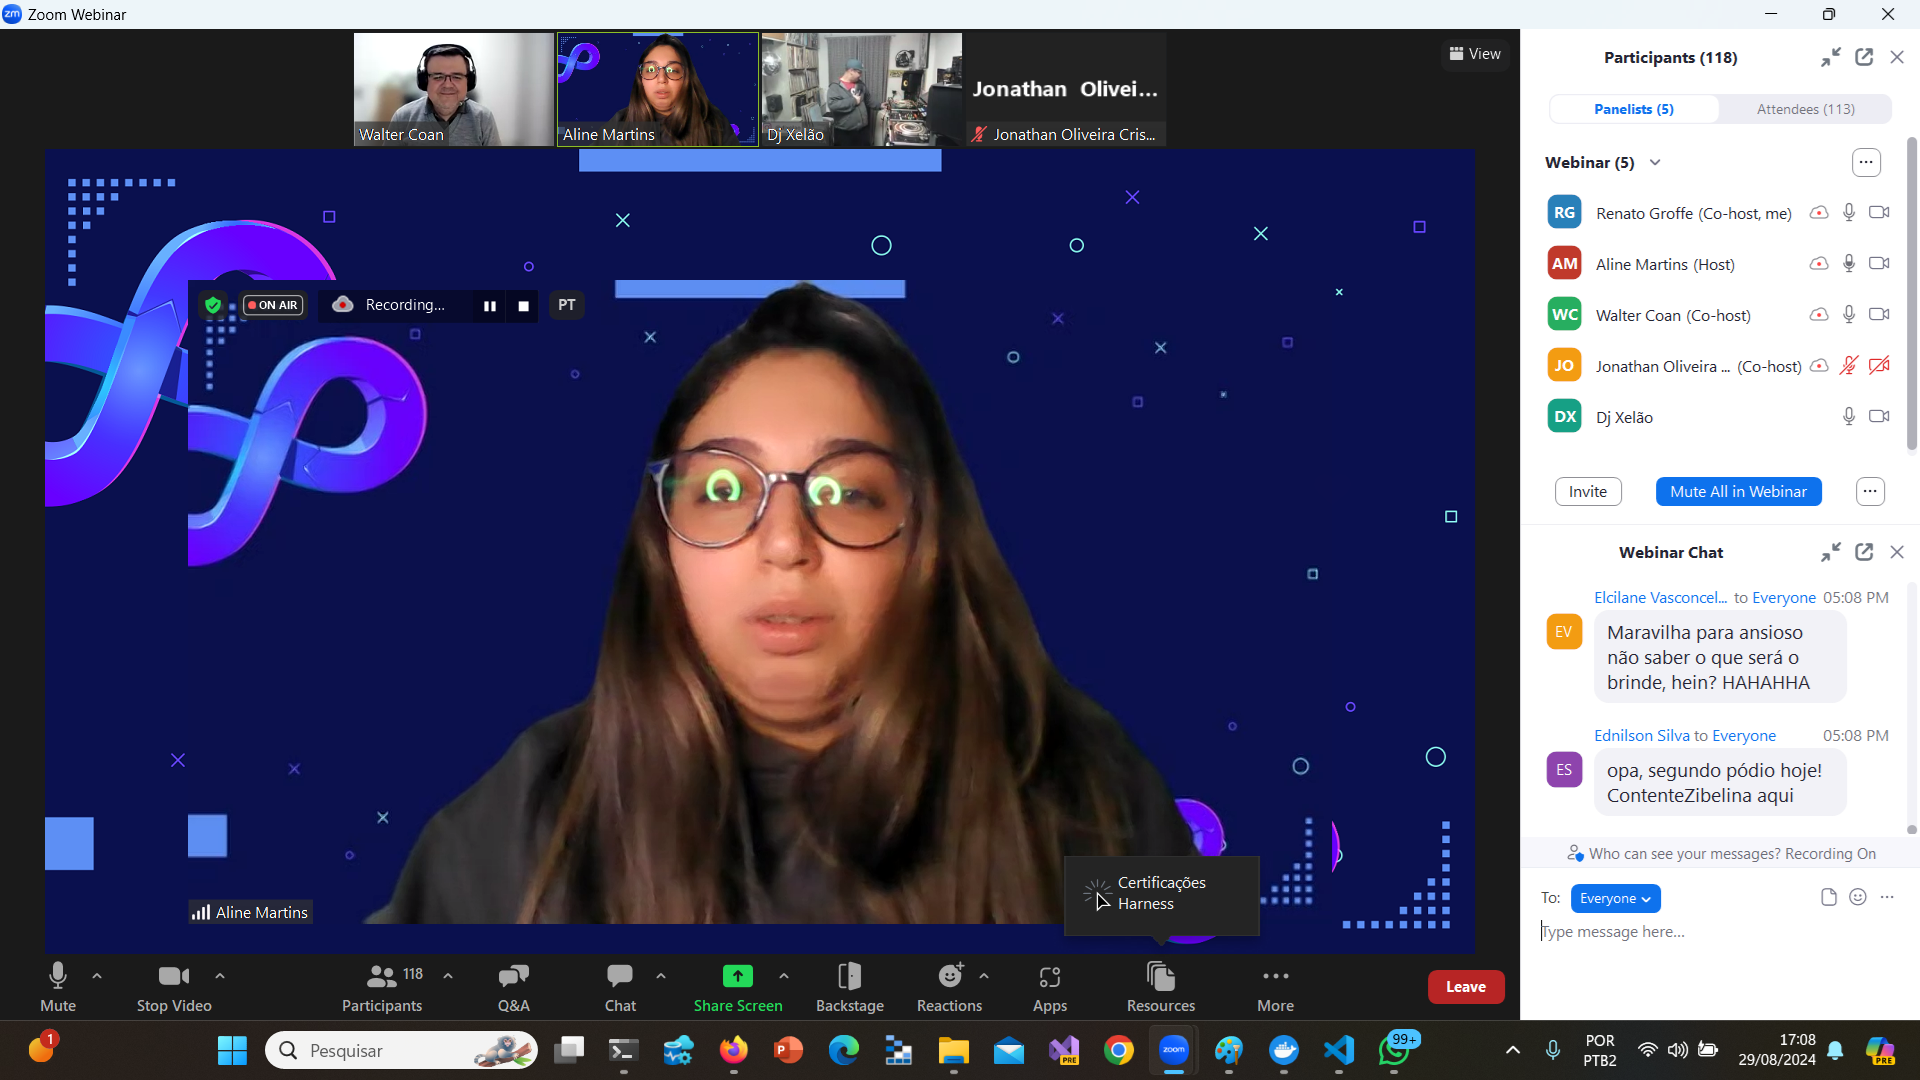 zm Zoom Webinar
Walter Coan
Aline Martins
Dj Xelão
Jonathan Olivei...
Jonathan Oliveira Cris...
View
ON AIR
Recording...
PT
Aline Martins
Certificações
Harness
Participants (118)
Panelists (5)
Attendees (113)
Webinar (5)
RG
Renato Groffe (Co-host, me)
AM
Aline Martins (Host)
WC
Walter Coan (Co-host)
JO
Jonathan Oliveira ... (Co-host)
DX
Dj Xelão
Invite
Mute All in Webinar
Webinar Chat
Elcilane Vasconcel... to Everyone 05:08 PM
EV
Maravilha para ansioso
não saber o que será o
brinde, hein? HAHAHHA
Ednilson Silva to Everyone 05:08 PM
ES
opa, segundo pódio hoje!
ContenteZibelina aqui
Who can see your messages? Recording On
To: Everyone
Type message here...
Mute
Stop Video
118
Participants
Q&A
Chat
Share Screen
Backstage
Reactions
Apps
Resources
More
Leave
1
Pesquisar
P
PRE
zoom
99+
POR
PTB2
17:08
29/08/2024
PRE